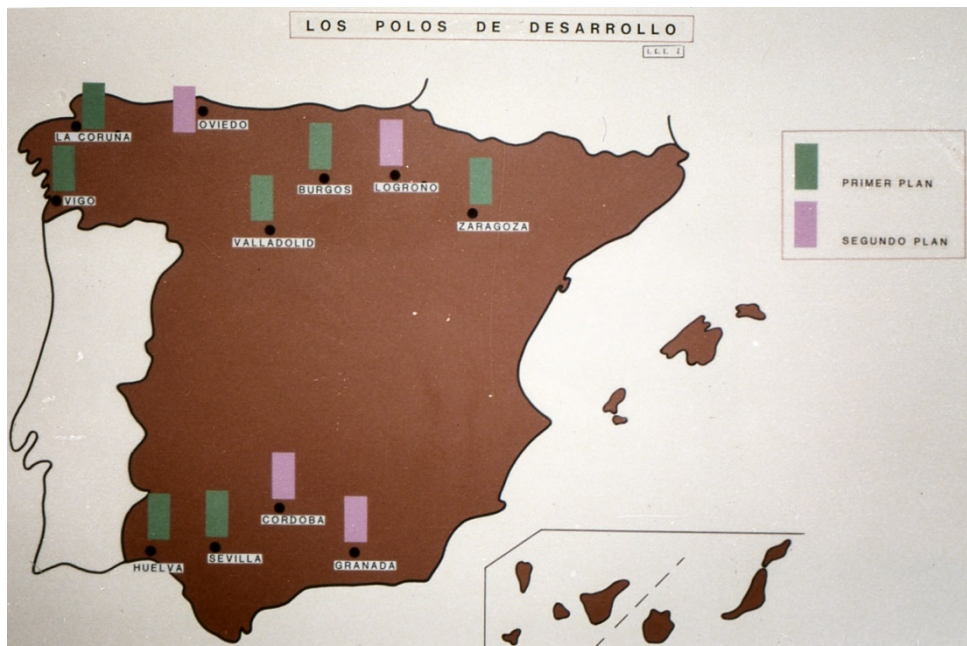 LOS POLOS DE DESARROLLO
LA CORUÑA
OVIEDO
VIGO
BURGOS
LOGROÑO
ZARAGOZA
VALLADOLID
PRIMER PLAN
SEGUNDO PLAN
CORDOBA
HUELVA
SEVILLA
GRANADA